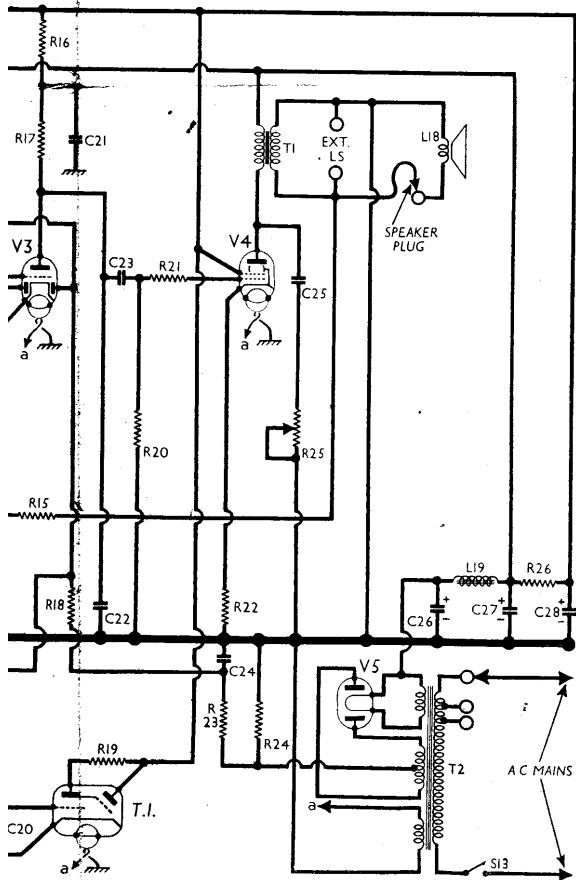 R16
R17
C21
T1
EXT.
LS
L18
SPEAKER
PLUG
V3
V4
C23
R21
C25
a
a
R20
R25
R15
L19
R26
R18
C22
R22
C26
+
−
C27
+
−
C28
+
−
C24
V5
R
23
R24
T2
A C MAINS
R19
T.I.
C20
a
a
S13